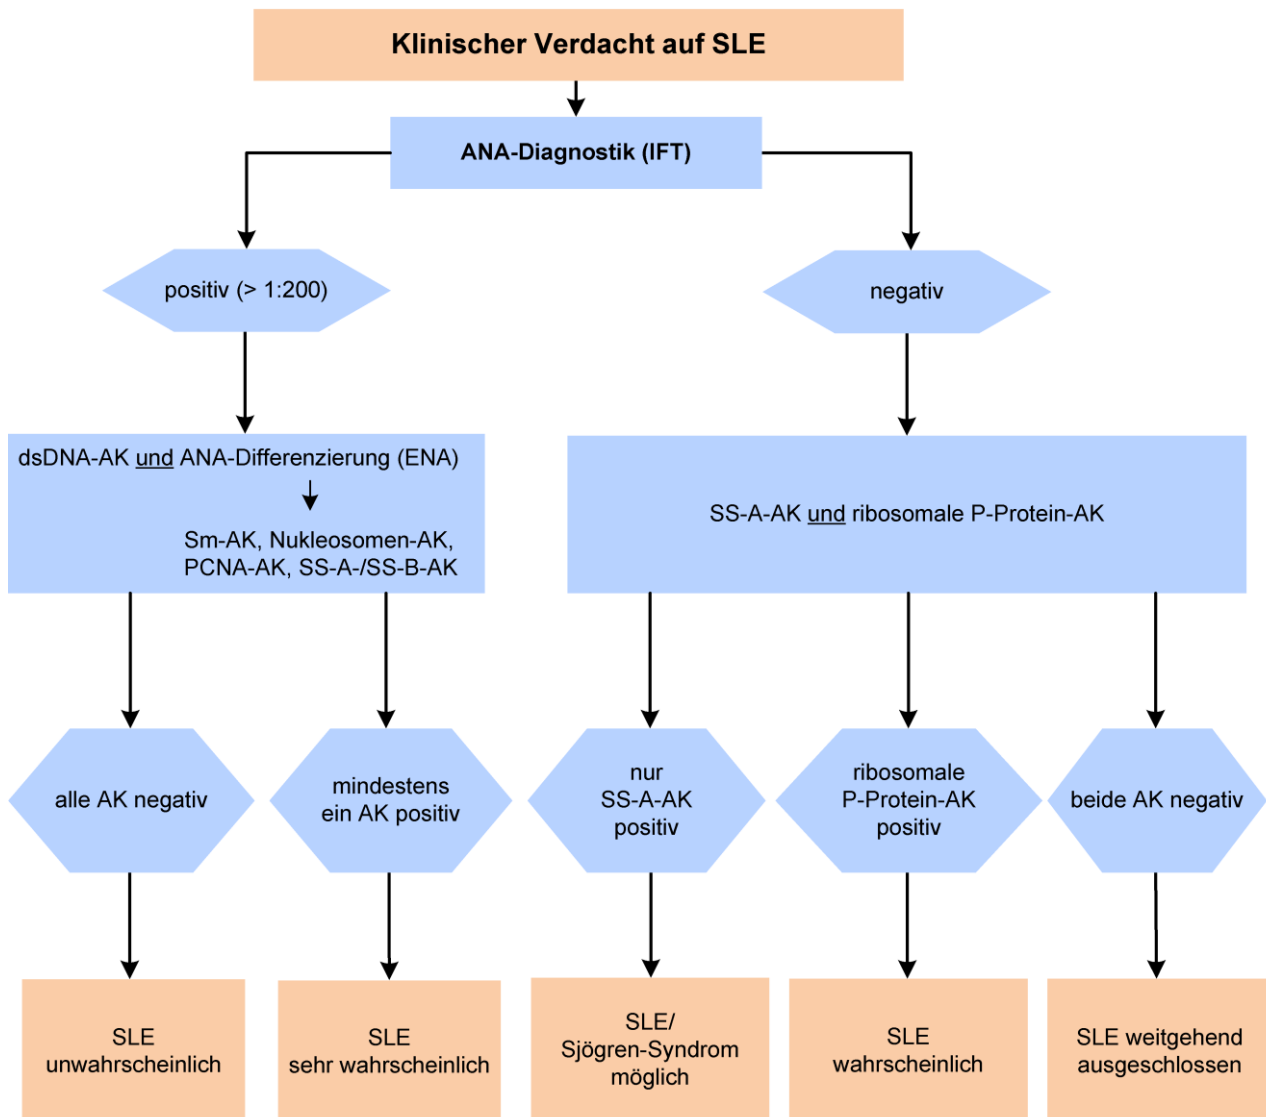 Klinischer Verdacht auf SLE
ANA-Diagnostik (IFT)
positiv (> 1:200)
negativ
dsDNA-AK und ANA-Differenzierung (ENA)
Sm-AK, Nukleosomen-AK,
PCNA-AK, SS-A-/SS-B-AK
SS-A-AK und ribosomale P-Protein-AK
alle AK negativ
mindestens
ein AK positiv
nur
SS-A-AK
positiv
ribosomale
P-Protein-AK
positiv
beide AK negativ
SLE
unwahrscheinlich
SLE
sehr wahrscheinlich
SLE/
Sjögren-Syndrom
möglich
SLE
wahrscheinlich
SLE weitgehend
ausgeschlossen